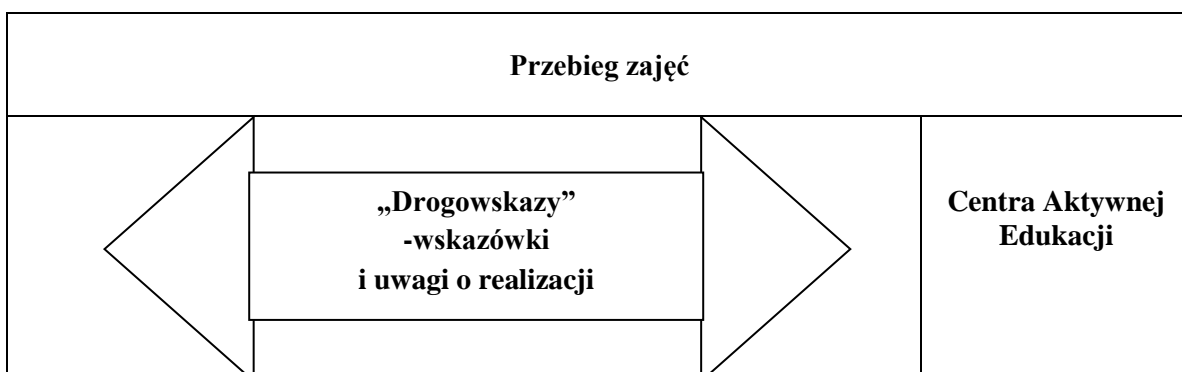 Przebieg zajęć
„Drogowskazy”
-wskazówki
i uwagi o realizacji
Centra Aktywnej
Edukacji